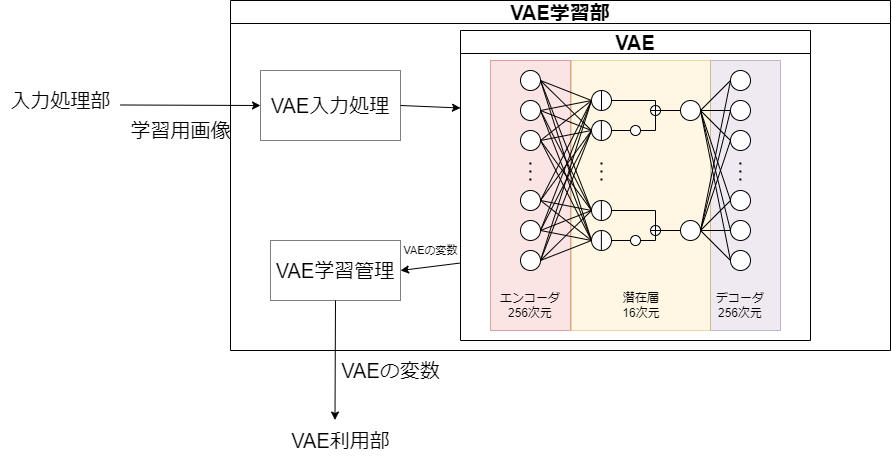 VAE学習部
VAE
入力処理部
学習用画像
VAE入力処理
VAEの変数
VAE学習管理
エンコーダ
256次元
潜在層
16次元
デコーダ
256次元
VAEの変数
VAE利用部